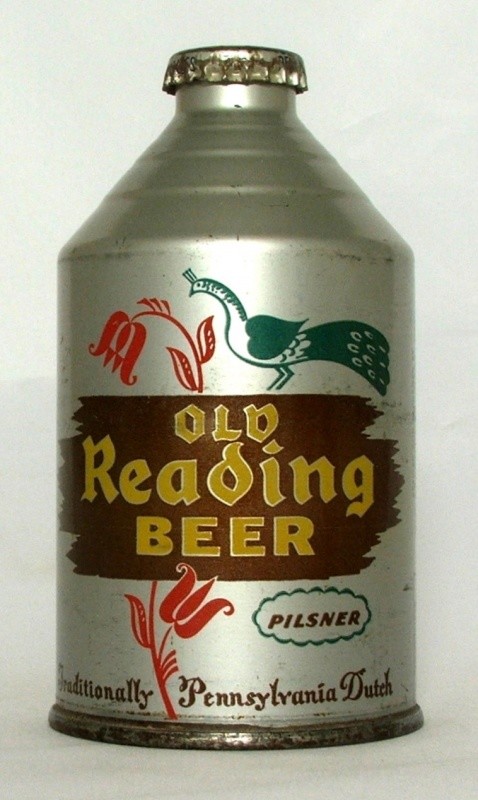 OLD
Reading
BEER
PILSNER
Traditionally Pennsylvania Dutch